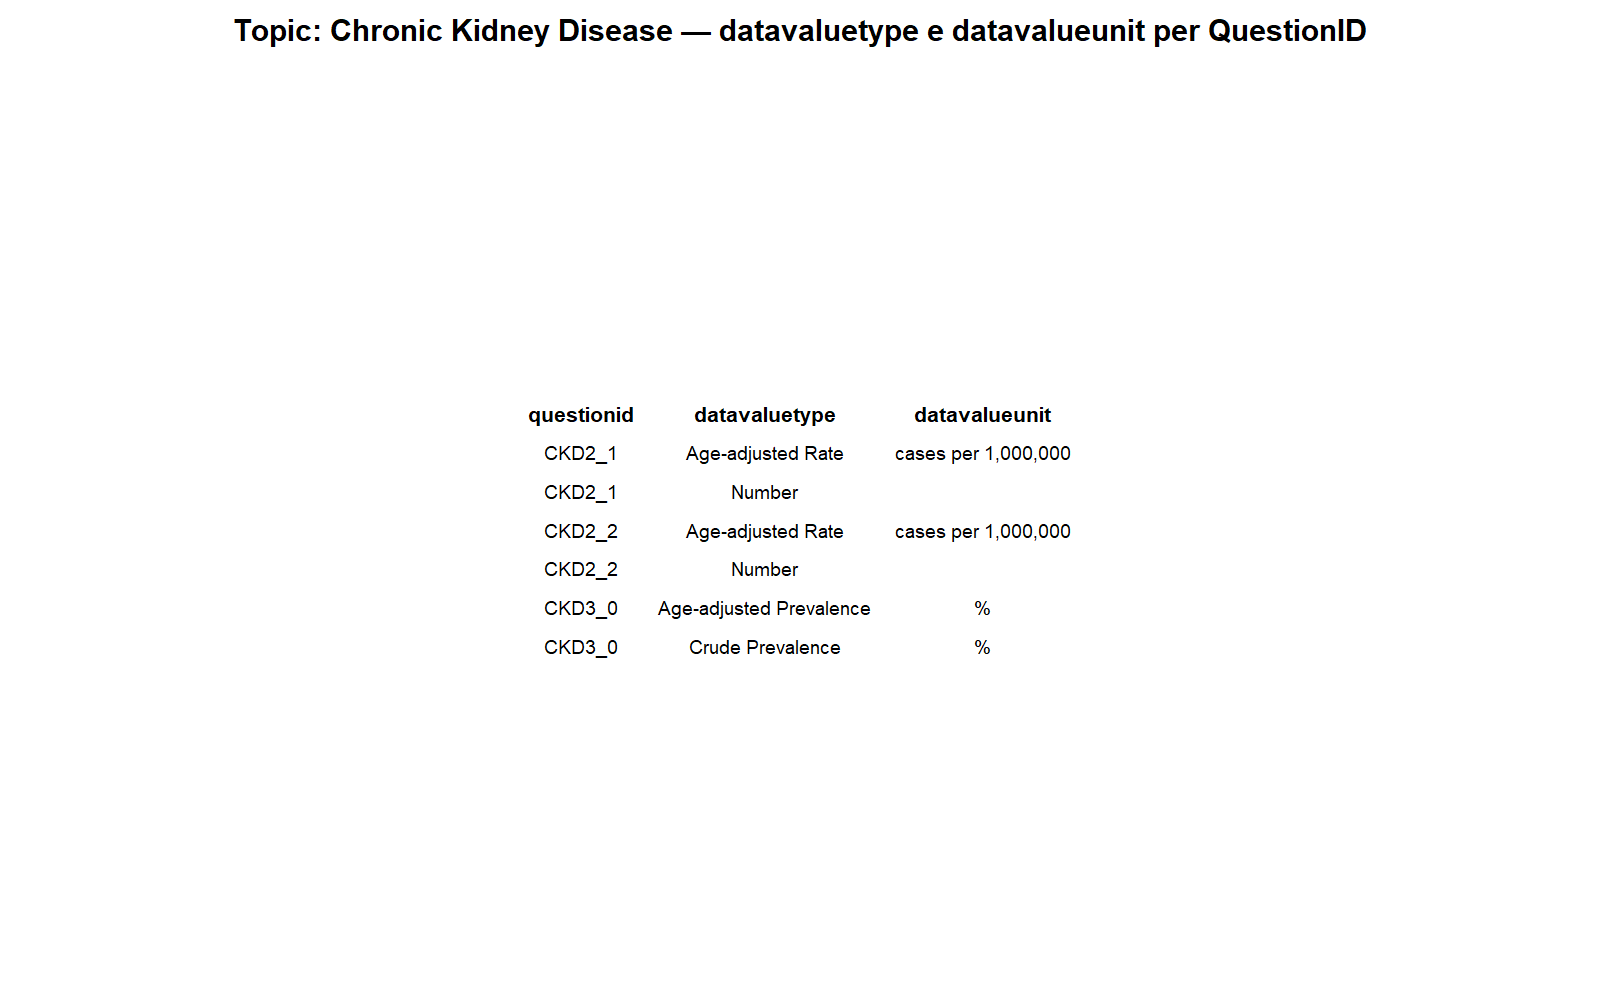 Topic: Chronic Kidney Disease — datavaluetype e datavalueunit per QuestionID
questionid datavaluetype datavalueunit
CKD2_1 Age-adjusted Rate cases per 1,000,000
CKD2_1 Number
CKD2_2 Age-adjusted Rate cases per 1,000,000
CKD2_2 Number
CKD3_0 Age-adjusted Prevalence %
CKD3_0 Crude Prevalence %